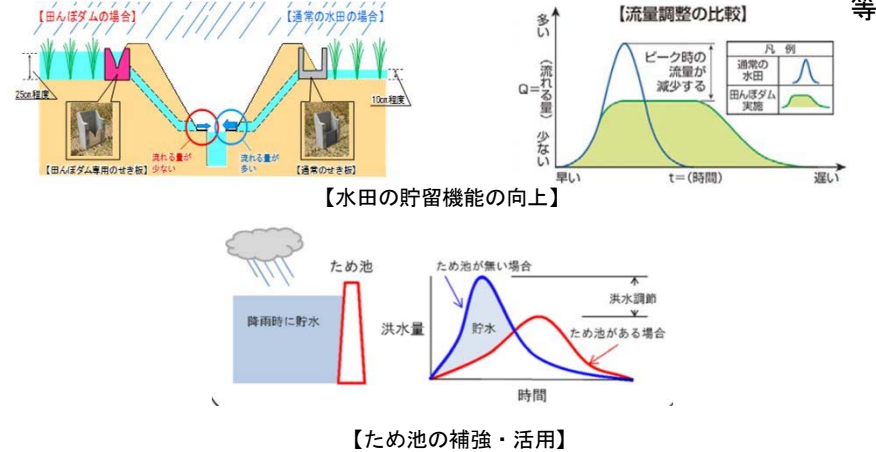 等
【田んぼダムの場合】
【通常の水田の場合】
25cm程度
10cm程度
【田んぼダム専用のせき板】
流れる量が
少ない
流れる量が
多い
【通常のせき板】
【流量調整の比較】
多い
(流れる量)
Q=
少ない
ピーク時の
流量が
減少する
凡 例
通常の
水田
田んぼダム
実施
早い
t=(時間)
遅い
【水田の貯留機能の向上】
ため池
降雨時に貯水
洪水量
ため池が無い場合
貯水
洪水調節
ため池がある場合
時間
【ため池の補強・活用】